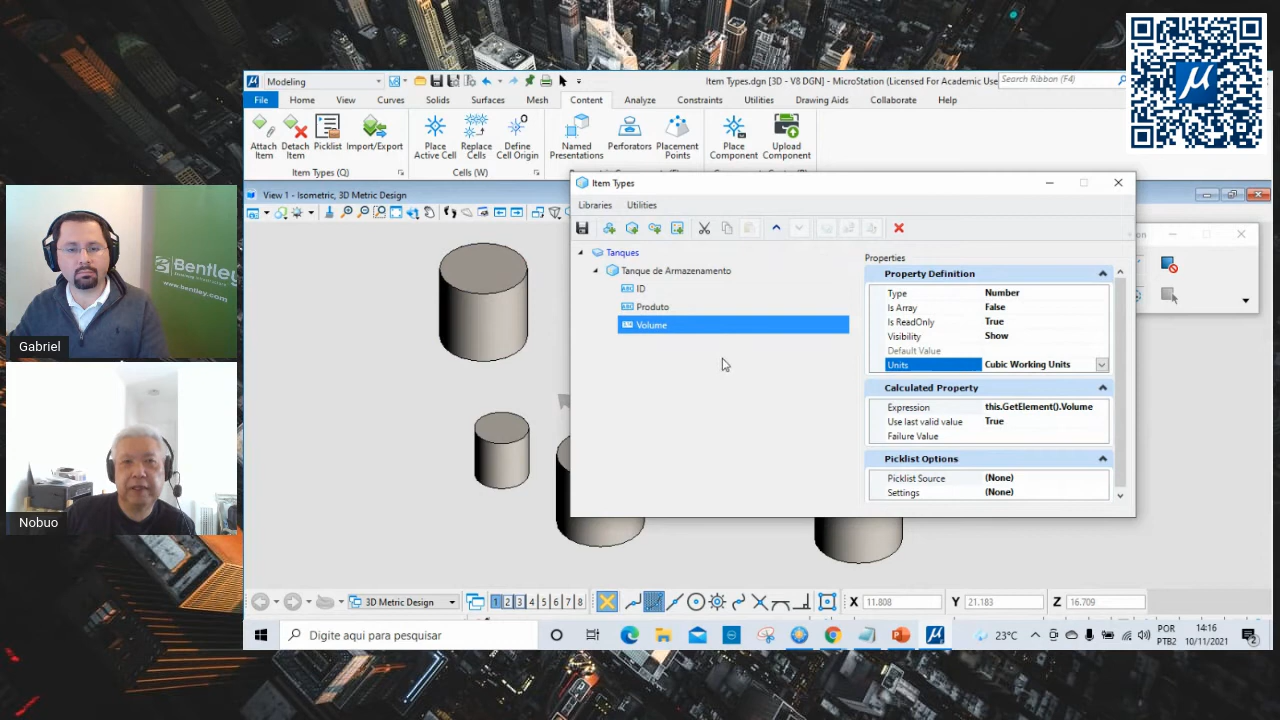 Modeling
Item Types.dgn [3D - V8 DGN] - MicroStation (Licensed For Academic Use
Search Ribbon (F4)
File Home View Curves Solids Surfaces Mesh Content Analyze Constraints Utilities Drawing Aids Collaborate Help
Attach Item
Detach Item
Picklist
Import/Export
Place Active Cell
Replace Cells
Define Cell Origin
Named Presentations
Perforators
Placement Points
Place Component
Upload Component
Item Types (Q)
Cells (W)
View 1 - Isometric, 3D Metric Design
Item Types
Libraries Utilities
Tanques
Tanque de Armazenamento
ID
Produto
Volume
Properties
Property Definition
Type Number
Is Array False
Is ReadOnly True
Visibility Show
Default Value
Units Cubic Working Units
Calculated Property
Expression this.GetElement().Volume
Use last valid value True
Failure Value
Picklist Options
Picklist Source (None)
Settings (None)
Bentley
www.bentley.com
Gabriel
Nobuo
3D Metric Design
1 2 3 4 5 6 7 8
X 11.808 Y 21.183 Z 16.709
Digite aqui para pesquisar
23°C
POR
PTB2
14:16
10/11/2021
2